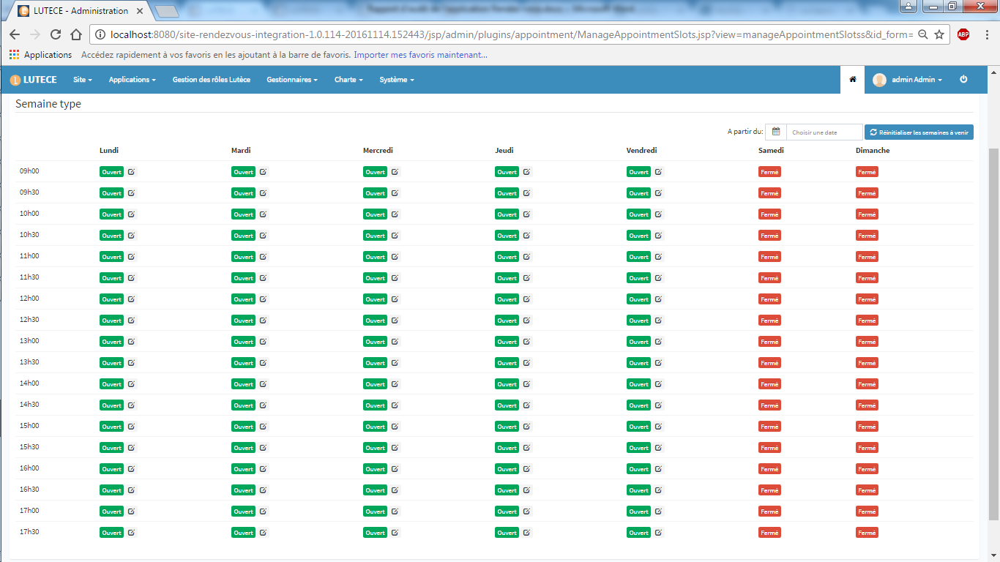 LUTECE - Administration
localhost:8080/site-rendezvous-integration-1.0.114-20161114.152443/jsp/admin/plugins/appointment/ManageAppointmentSlots.jsp?view=manageAppointmentSlotss&id_form=
ABP
Applications Accédez rapidement à vos favoris en les ajoutant à la barre de favoris. Importer mes favoris maintenant...
L LUTECE Site Applications Gestion des rôles Lutèce Gestionnaires Charte Système admin Admin
Semaine type
A partir du: Choisir une date Réinitialiser les semaines à venir
Lundi Mardi Mercredi Jeudi Vendredi Samedi Dimanche
09h00 Ouvert Ouvert Ouvert Ouvert Ouvert Fermé Fermé
09h30 Ouvert Ouvert Ouvert Ouvert Ouvert Fermé Fermé
10h00 Ouvert Ouvert Ouvert Ouvert Ouvert Fermé Fermé
10h30 Ouvert Ouvert Ouvert Ouvert Ouvert Fermé Fermé
11h00 Ouvert Ouvert Ouvert Ouvert Ouvert Fermé Fermé
11h30 Ouvert Ouvert Ouvert Ouvert Ouvert Fermé Fermé
12h00 Ouvert Ouvert Ouvert Ouvert Ouvert Fermé Fermé
12h30 Ouvert Ouvert Ouvert Ouvert Ouvert Fermé Fermé
13h00 Ouvert Ouvert Ouvert Ouvert Ouvert Fermé Fermé
13h30 Ouvert Ouvert Ouvert Ouvert Ouvert Fermé Fermé
14h00 Ouvert Ouvert Ouvert Ouvert Ouvert Fermé Fermé
14h30 Ouvert Ouvert Ouvert Ouvert Ouvert Fermé Fermé
15h00 Ouvert Ouvert Ouvert Ouvert Ouvert Fermé Fermé
15h30 Ouvert Ouvert Ouvert Ouvert Ouvert Fermé Fermé
16h00 Ouvert Ouvert Ouvert Ouvert Ouvert Fermé Fermé
16h30 Ouvert Ouvert Ouvert Ouvert Ouvert Fermé Fermé
17h00 Ouvert Ouvert Ouvert Ouvert Ouvert Fermé Fermé
17h30 Ouvert Ouvert Ouvert Ouvert Ouvert Fermé Fermé